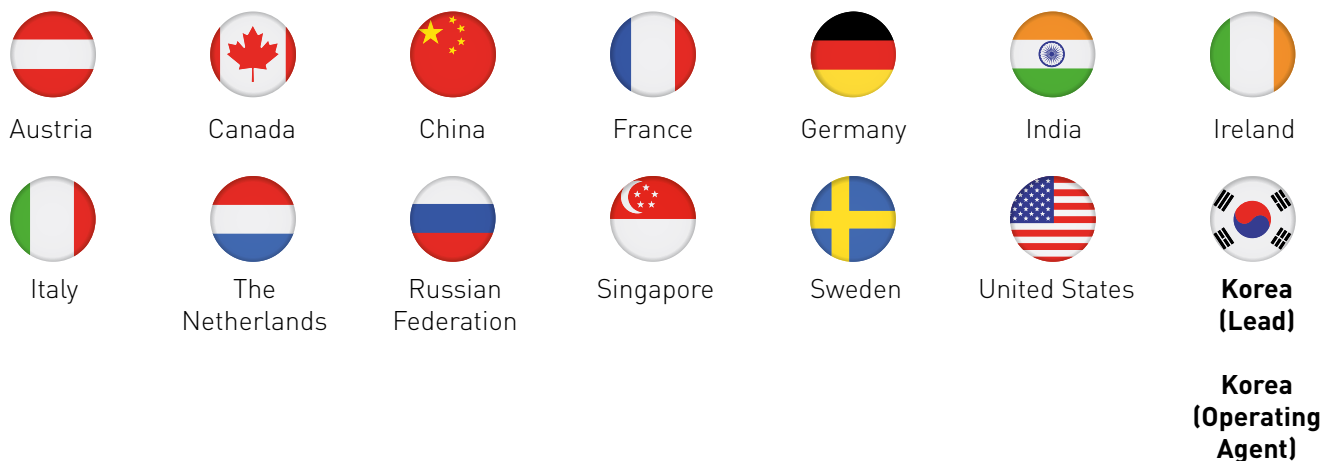 Austria
Canada
China
France
Germany
India
Ireland
Italy
The
Netherlands
Russian
Federation
Singapore
Sweden
United States
Korea
(Lead)
Korea
(Operating
Agent)